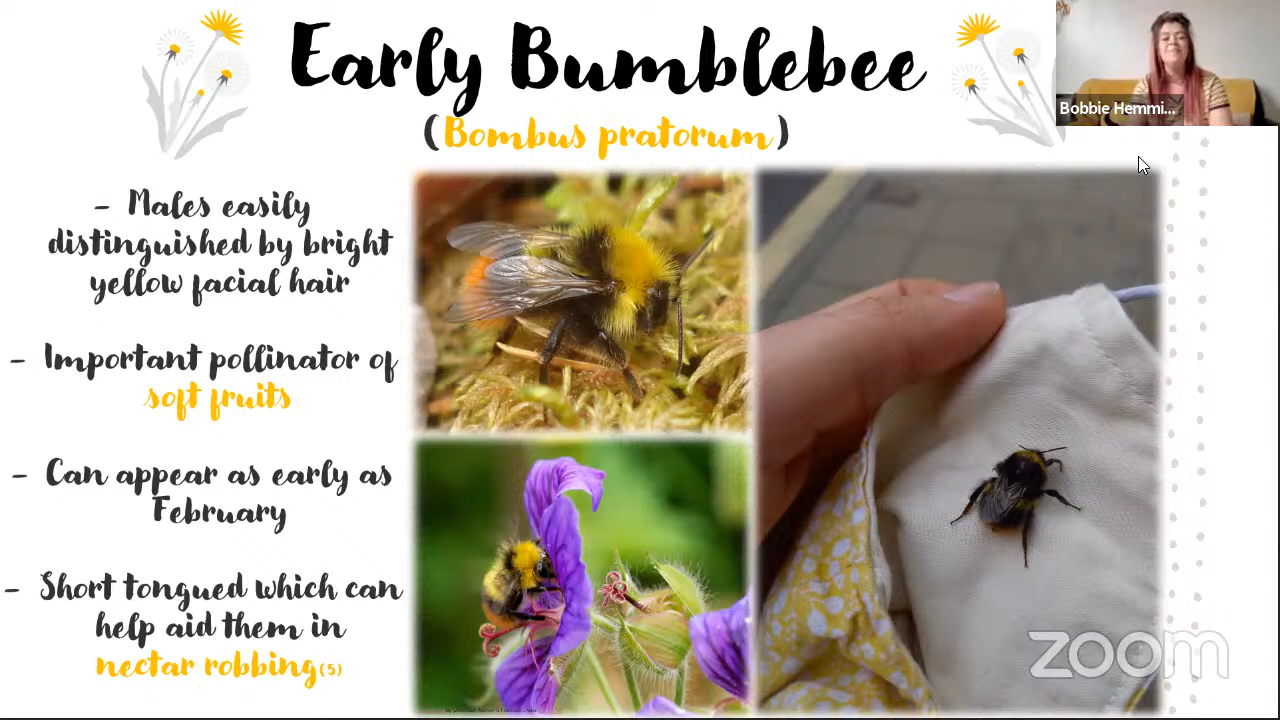 Early Bumblebee
(Bombus pratorum)
Bobbie Hemmi...
- Males easily
distinguished by bright
yellow facial hair
- Important pollinator of
soft fruits
- Can appear as early as
February
- Short tongued which can
help aid them in
nectar robbing(5)
zoom